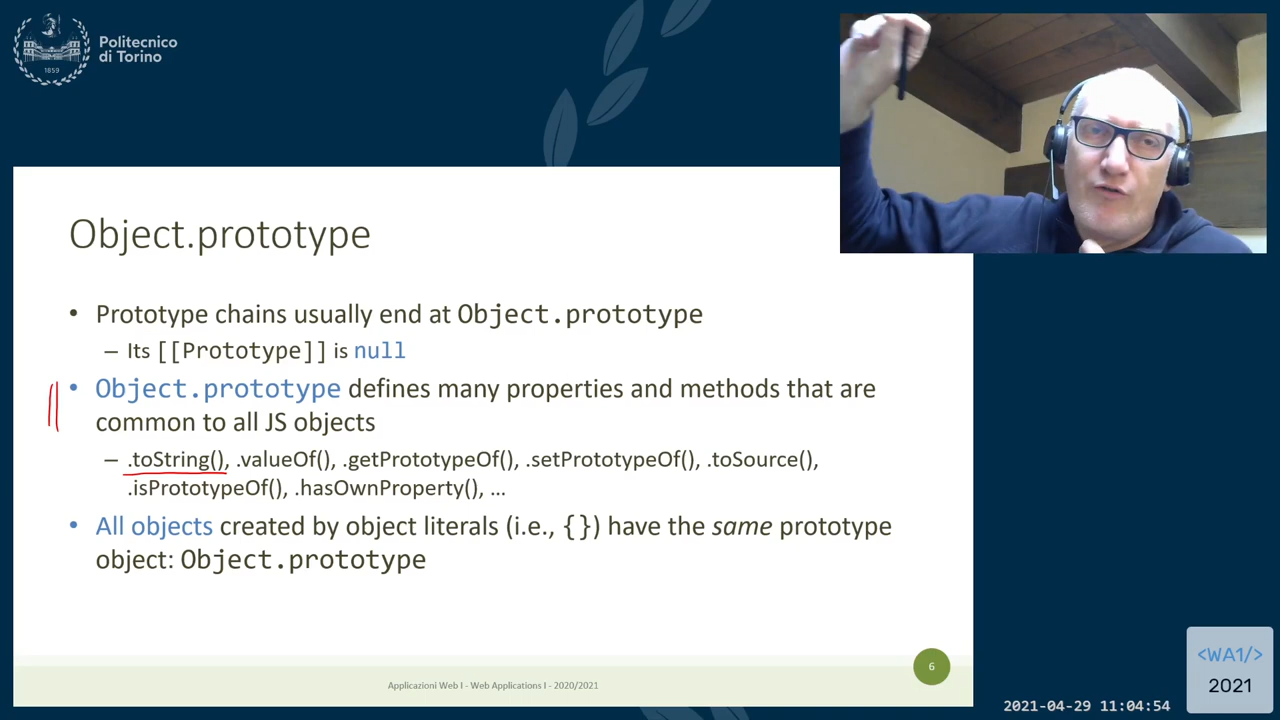 Politecnico
di Torino
1859
Object.prototype
• Prototype chains usually end at Object.prototype
– Its [[Prototype]] is null
• Object.prototype defines many properties and methods that are
common to all JS objects
– .toString(), .valueOf(), .getPrototypeOf(), .setPrototypeOf(), .toSource(),
.isPrototypeOf(), .hasOwnProperty(), …
• All objects created by object literals (i.e., {}) have the same prototype
object: Object.prototype
Applicazioni Web I - Web Applications I - 2020/2021
6
<WA1/>
2021
2021-04-29 11:04:54